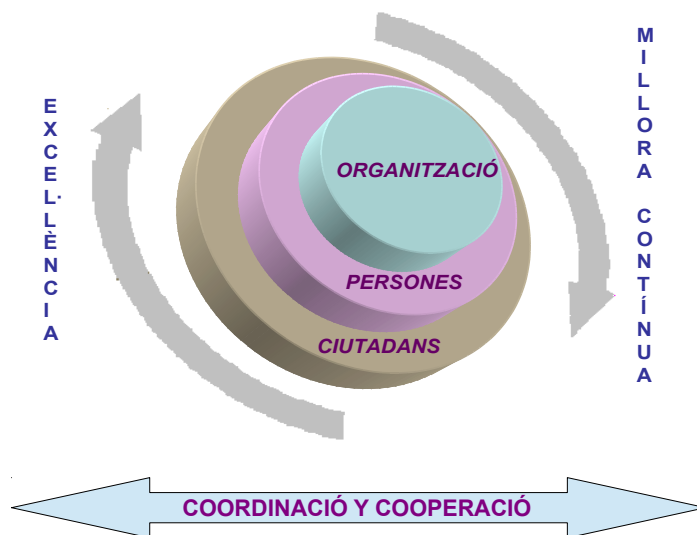 EXCEL·LÈNCIA
MILLORA CONTÍNUA
ORGANITZACIÓ
PERSONES
CIUTADANS
COORDINACIÓ Y COOPERACIÓ